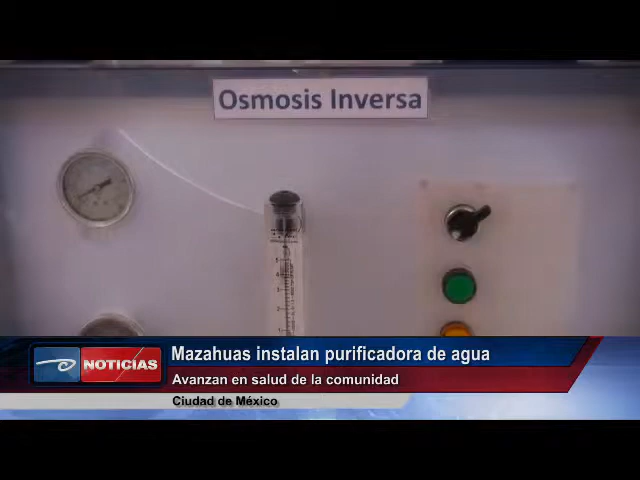 Osmosis Inversa
NOTICIAS
Mazahuas instalan purificadora de agua
Avanzan en salud de la comunidad
Ciudad de México